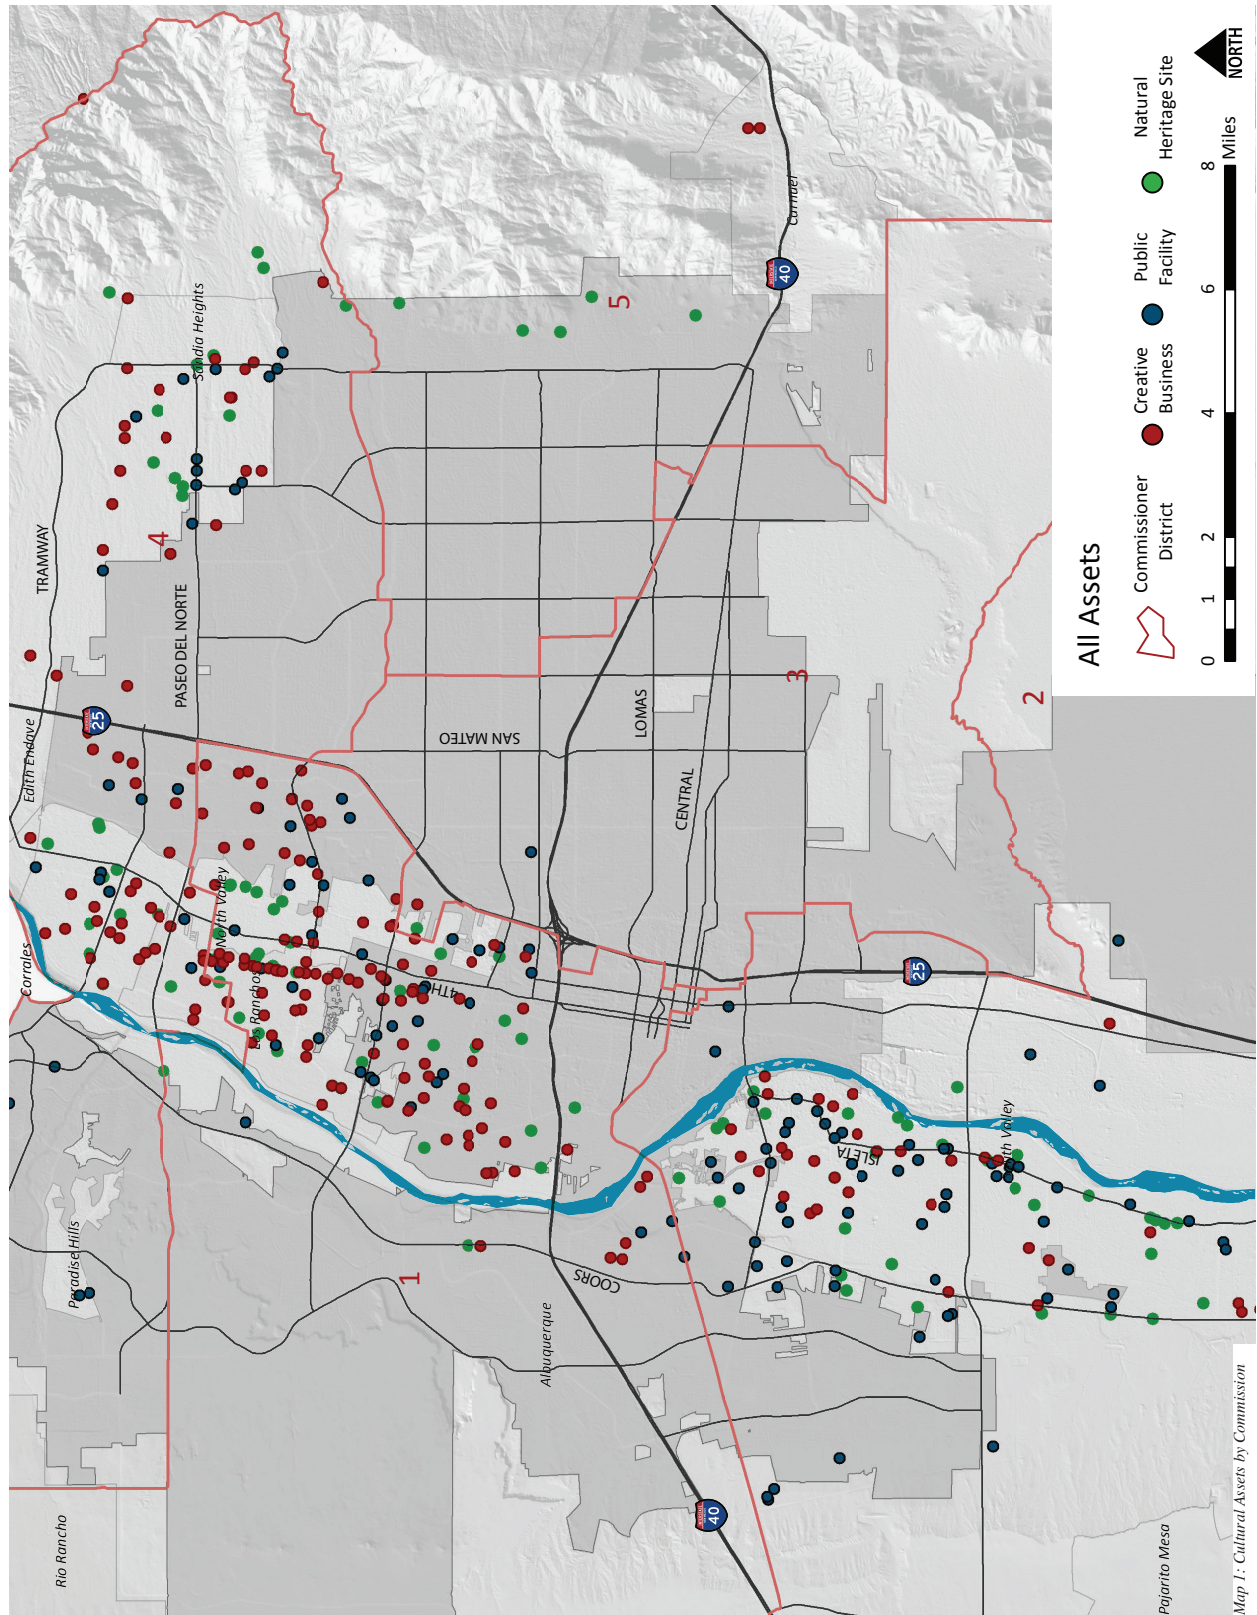 Rio Rancho
Paradise Hills
Corrales
Edith Endave
TRAMWAY
25
PASEO DEL NORTE
4
Sandia Heights
North Valley
Los Ranchos
4TH
1
SAN MATEO
Albuquerque
COORS
LOMAS
5
CENTRAL
40
40
Carnuel
3
ISLETA
25
2
Pajarito Mesa
All Assets
Commissioner
District
Creative
Business
Public
Facility
Natural
Heritage Site
0
1
2
4
6
8
Miles
NORTH
Map 1: Cultural Assets by Commission